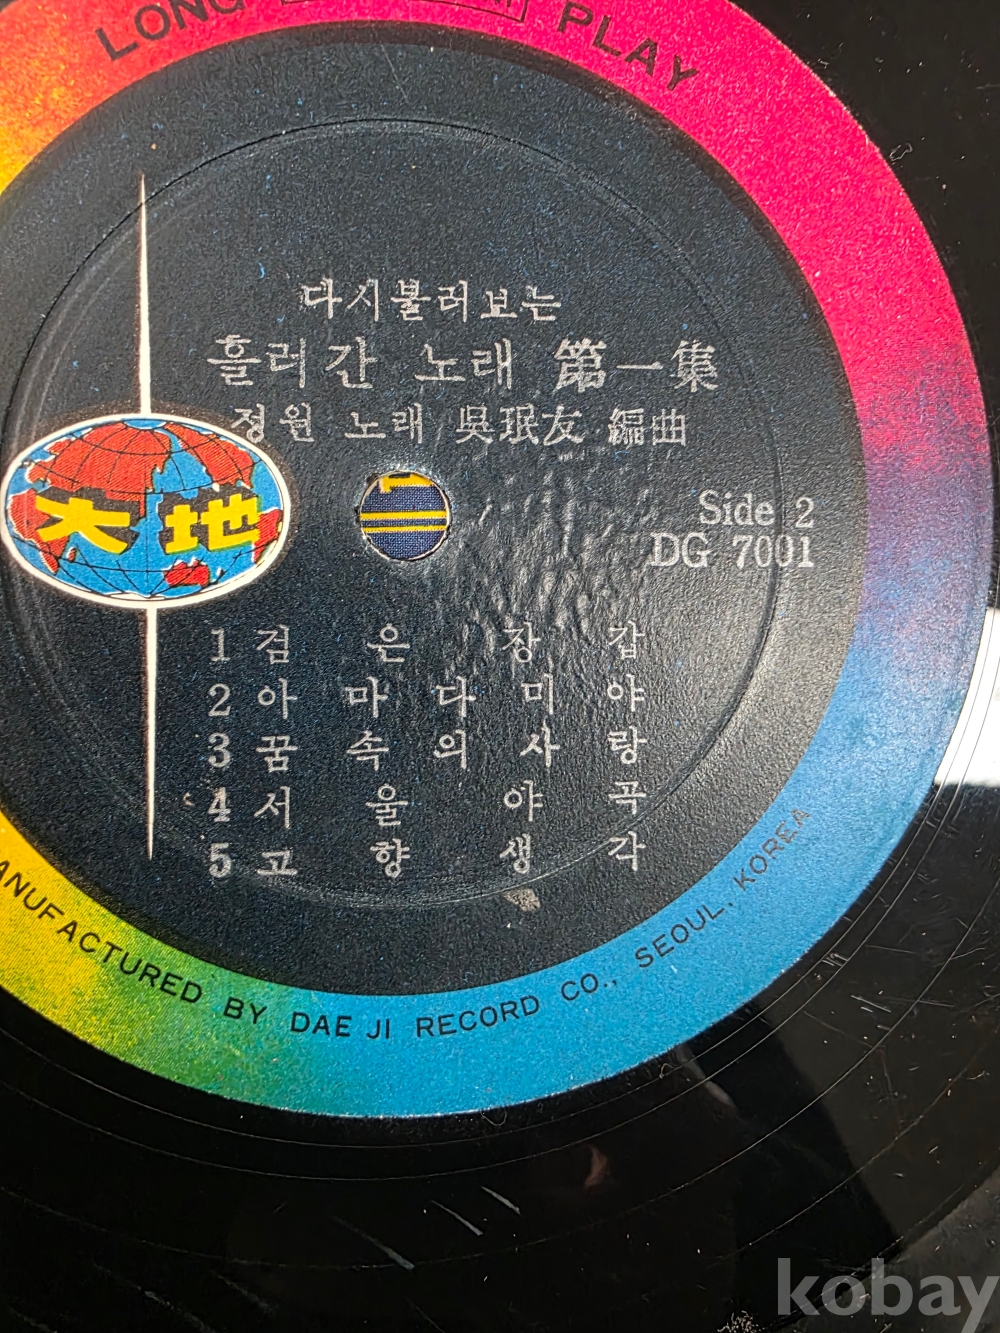 LONG PLAY
다시불러보는
흘러간 노래 第一集
정원 노래 吳珉友 編曲
大地
Side 2
DG 7001
1 검은장갑
2 아마다미야
3 꿈속의사랑
4 서울야곡
5 고향생각
ANUFACTURED BY DAE JI RECORD CO., SEOUL, KOREA
kobay